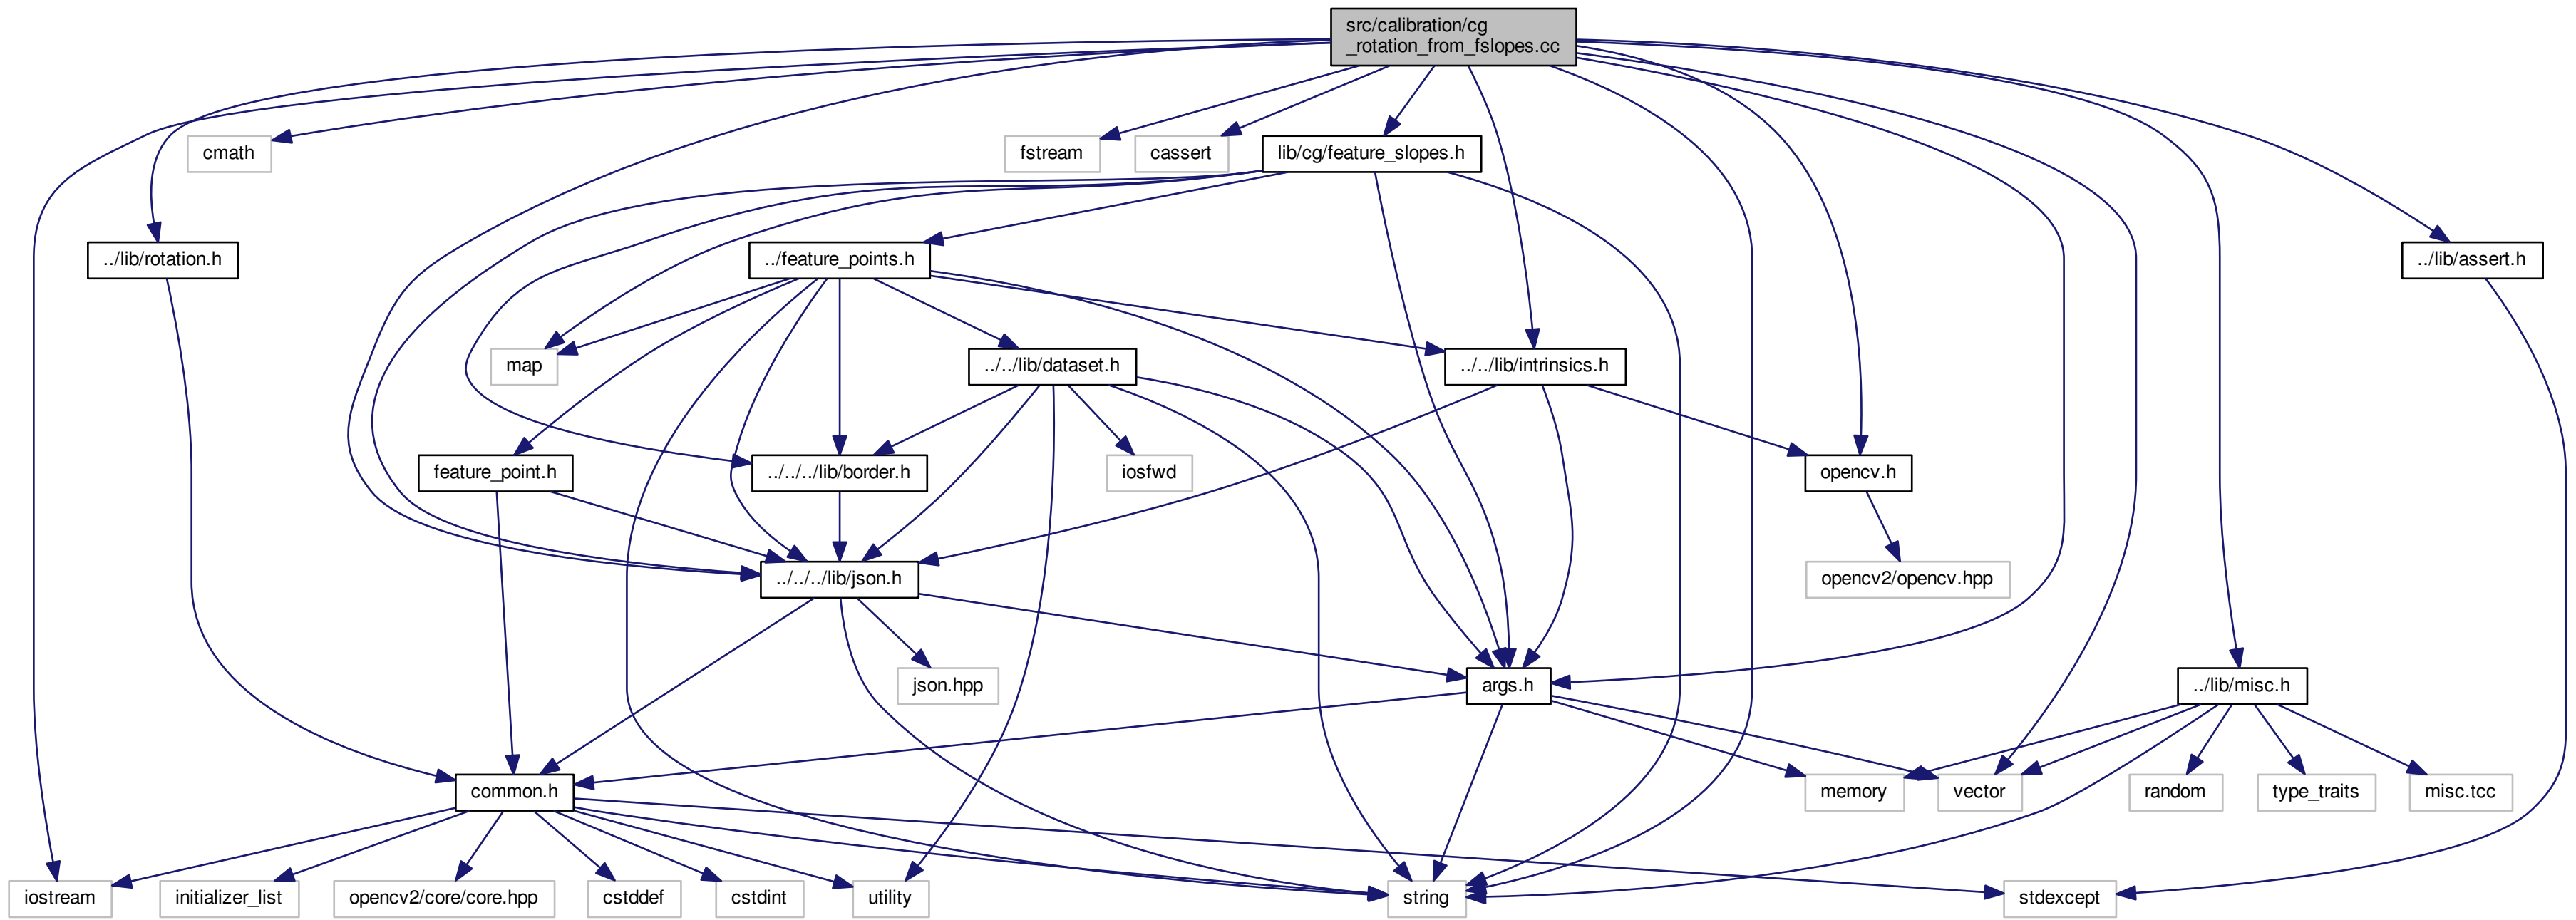 src/calibration/cg
_rotation_from_fslopes.cc
cmath
fstream
cassert
lib/cg/feature_slopes.h
../lib/rotation.h
../feature_points.h
../lib/assert.h
map
../../lib/dataset.h
../../lib/intrinsics.h
feature_point.h
../../../lib/border.h
iosfwd
opencv.h
../../../lib/json.h
opencv2/opencv.hpp
json.hpp
args.h
../lib/misc.h
common.h
memory
vector
random
type_traits
misc.tcc
iostream
initializer_list
opencv2/core/core.hpp
cstddef
cstdint
utility
string
stdexcept